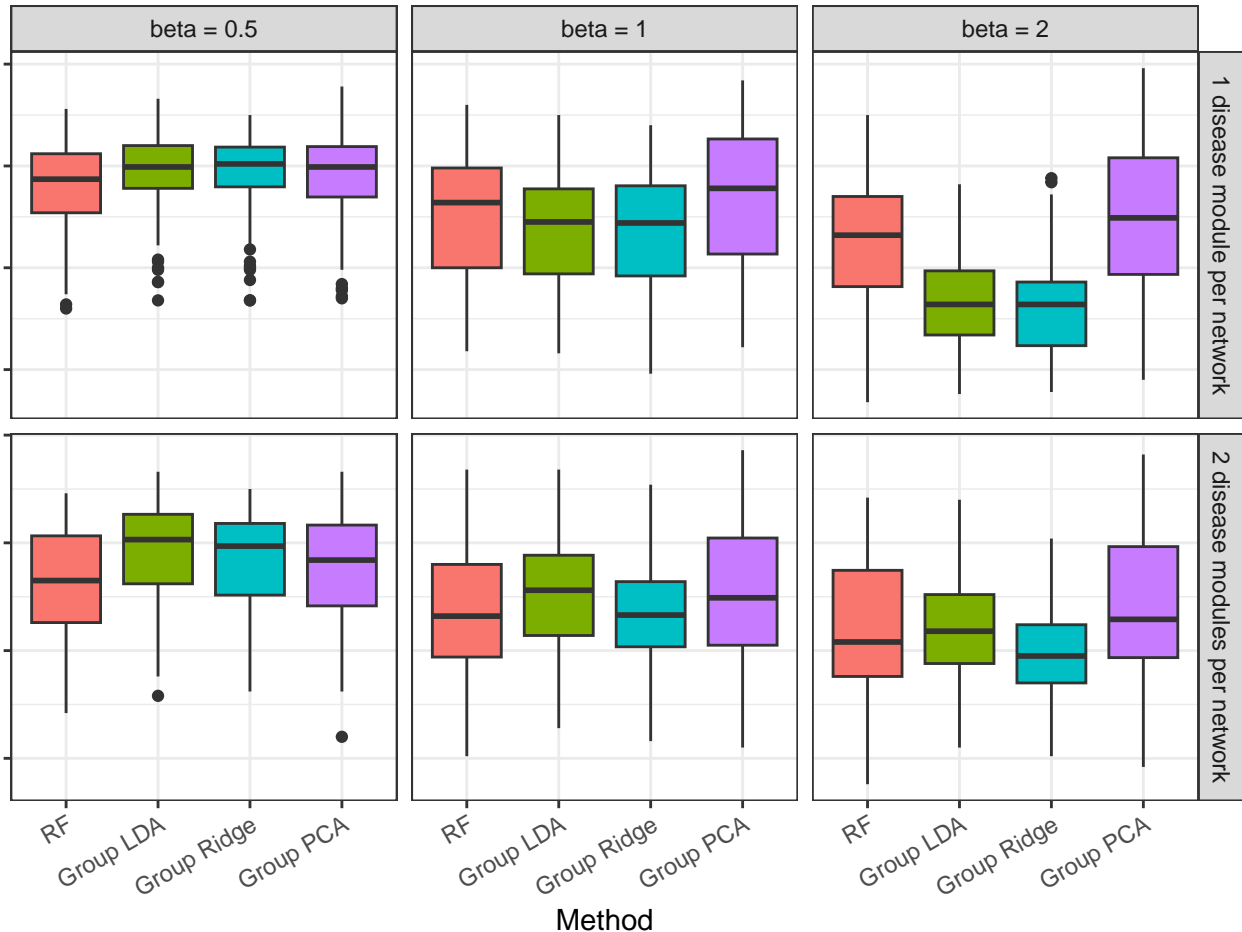 beta = 0.5
beta = 1
beta = 2
1 disease module per network
2 disease modules per network
RF
Group LDA
Group Ridge
Group PCA
RF
Group LDA
Group Ridge
Group PCA
RF
Group LDA
Group Ridge
Group PCA
Method